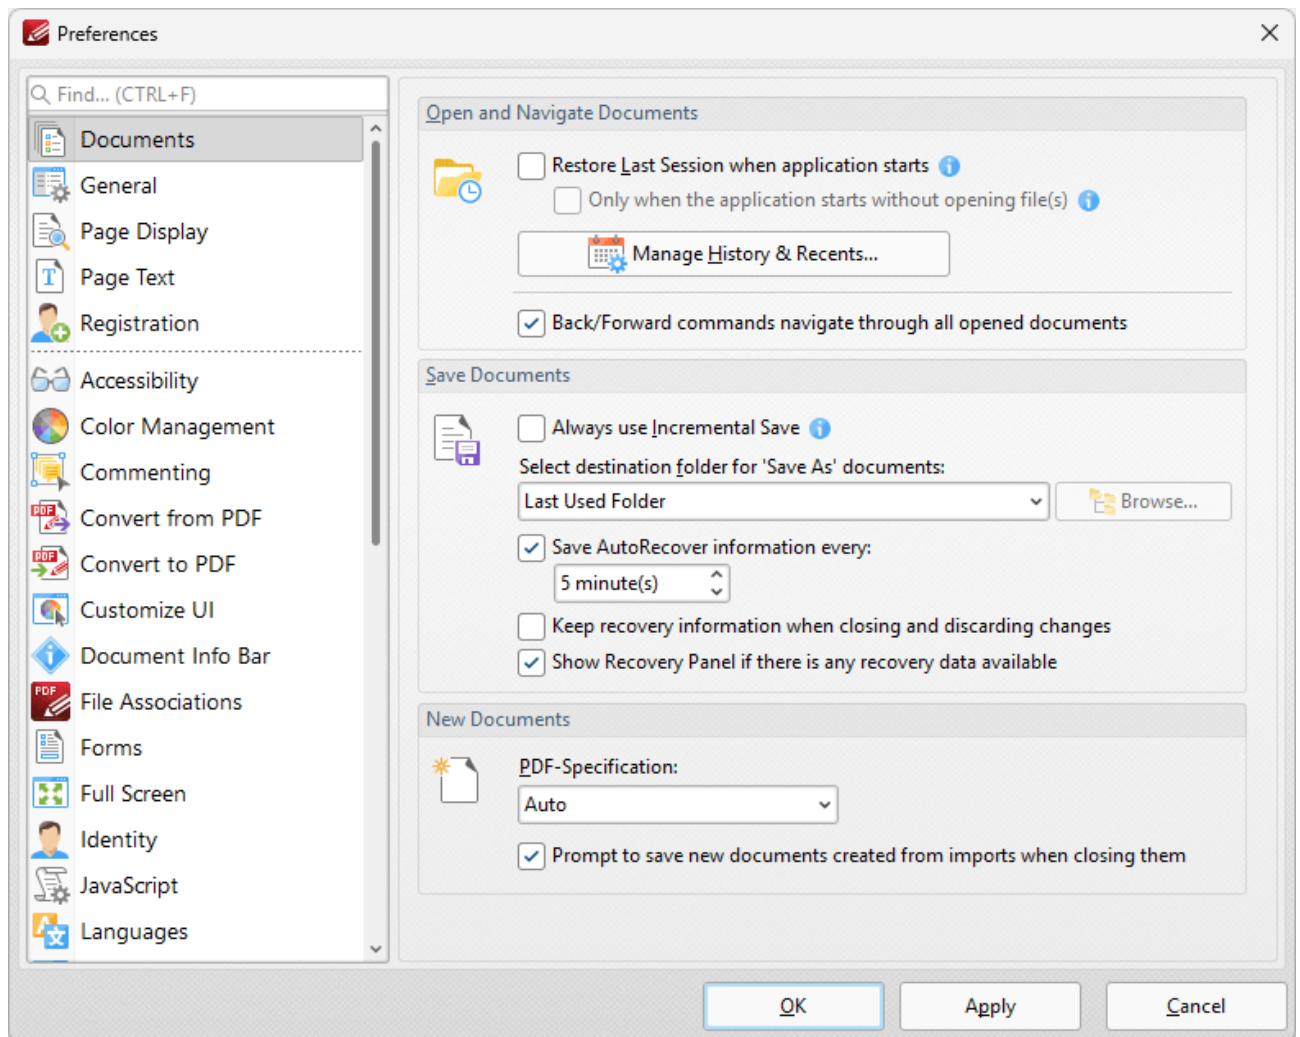 Preferences
Find... (CTRL+F)
Documents
General
Page Display
Page Text
Registration
Accessibility
Color Management
Commenting
Convert from PDF
Convert to PDF
Customize UI
Document Info Bar
File Associations
Forms
Full Screen
Identity
JavaScript
Languages
Open and Navigate Documents
Restore Last Session when application starts
Only when the application starts without opening file(s)
Manage History & Recents...
Back/Forward commands navigate through all opened documents
Save Documents
Always use Incremental Save
Select destination folder for 'Save As' documents:
Last Used Folder
Browse...
Save AutoRecover information every:
5 minute(s)
Keep recovery information when closing and discarding changes
Show Recovery Panel if there is any recovery data available
New Documents
PDF-Specification:
Auto
Prompt to save new documents created from imports when closing them
OK
Apply
Cancel